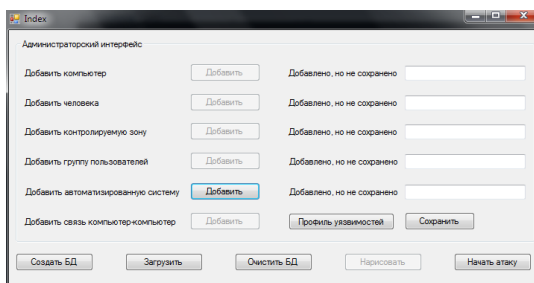 Index
Администраторский интерфейс
Добавить компьютер Добавить Добавлено, но не сохранено
Добавить человека Добавить Добавлено, но не сохранено
Добавить контролируемую зону Добавить Добавлено, но не сохранено
Добавить группу пользователей Добавить Добавлено, но не сохранено
Добавить автоматизированную систему Добавить Добавлено, но не сохранено
Добавить связь компьютер-компьютер Добавить Профиль уязвимостей Сохранить
Создать БД Загрузить Очистить БД Нарисовать Начать атаку